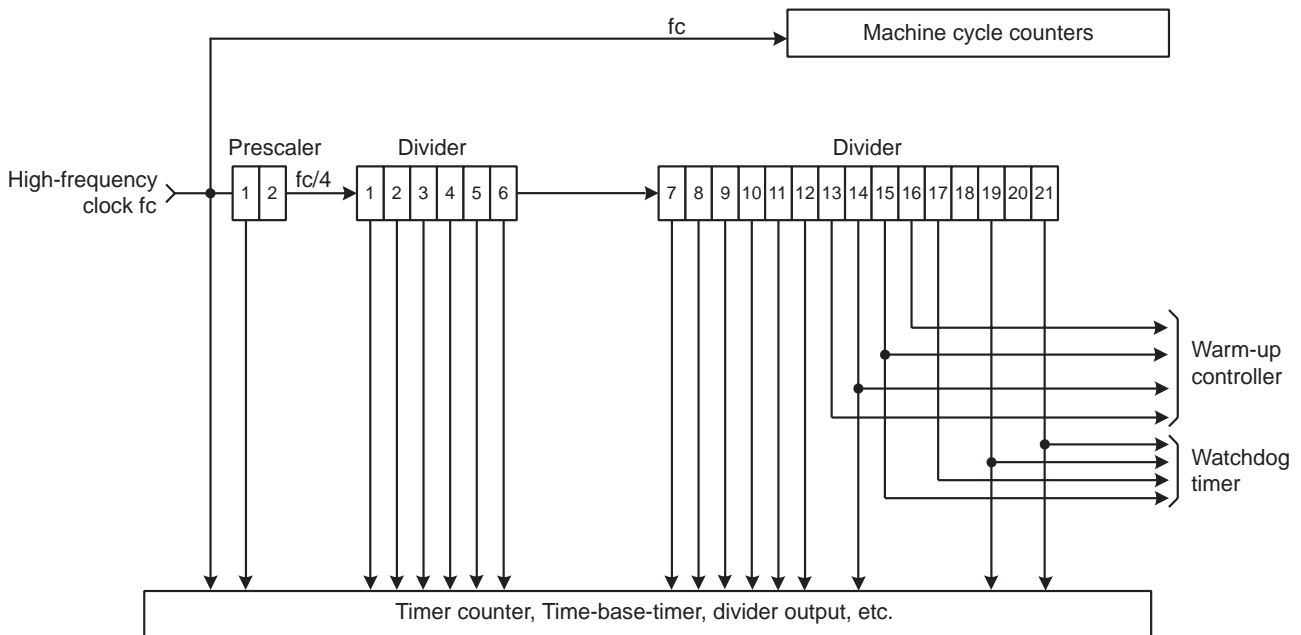 fc
Machine cycle counters
Prescaler
Divider
Divider
High-frequency
clock fc
1 2
fc/4
1 2 3 4 5 6
7 8 9 10 11 12 13 14 15 16 17 18 19 20 21
Warm-up
controller
Watchdog
timer
Timer counter, Time-base-timer, divider output, etc.